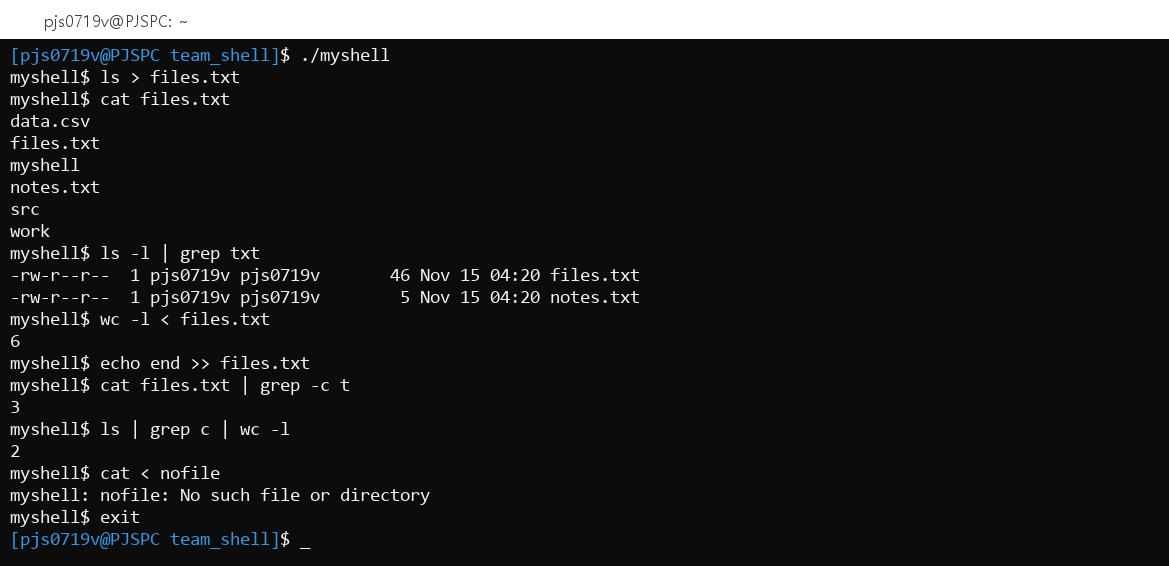 pjs0719v@PJSPC: ~
[pjs0719v@PJSPC team_shell]$ ./myshell
myshell$ ls > files.txt
myshell$ cat files.txt
data.csv
files.txt
myshell
notes.txt
src
work
myshell$ ls -l | grep txt
-rw-r--r--  1 pjs0719v pjs0719v       46 Nov 15 04:20 files.txt
-rw-r--r--  1 pjs0719v pjs0719v        5 Nov 15 04:20 notes.txt
myshell$ wc -l < files.txt
6
myshell$ echo end >> files.txt
myshell$ cat files.txt | grep -c t
3
myshell$ ls | grep c | wc -l
2
myshell$ cat < nofile
myshell: nofile: No such file or directory
myshell$ exit
[pjs0719v@PJSPC team_shell]$ _